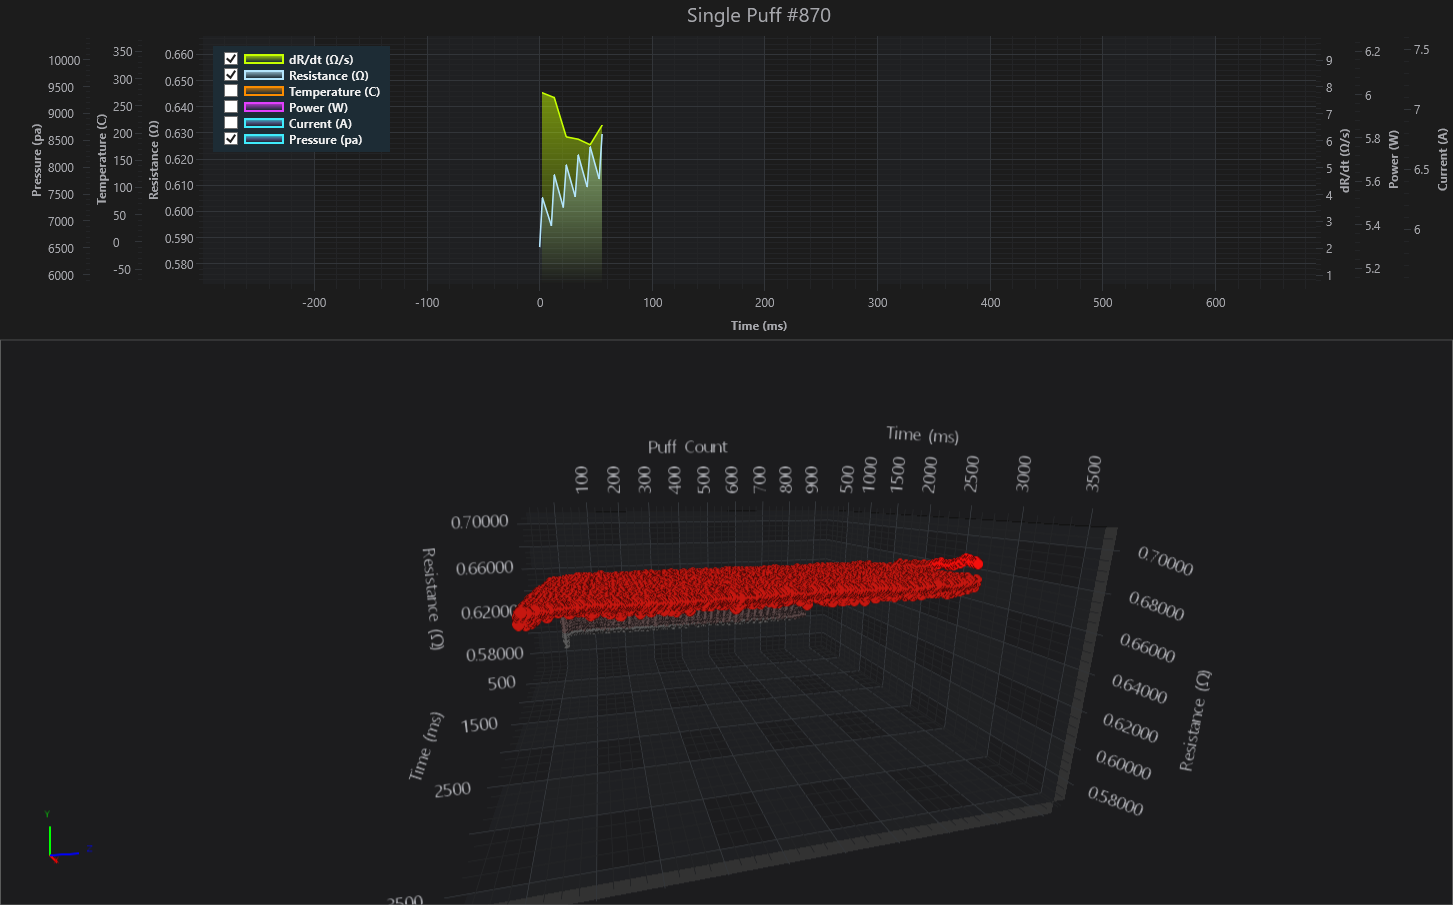 Single Puff #870
dR/dt (Ω/s)
Resistance (Ω)
Temperature (C)
Power (W)
Current (A)
Pressure (pa)
Pressure (pa)
10000
9500
9000
8500
8000
7500
7000
6500
6000
Temperature (C)
350
300
250
200
150
100
50
0
-50
Resistance (Ω)
0.660
0.650
0.640
0.630
0.620
0.610
0.600
0.590
0.580
9
8
7
6
5
4
3
2
1
dR/dt (Ω/s)
6.2
6
5.8
5.6
5.4
5.2
Power (W)
7.5
7
6.5
6
Current (A)
-200 -100 0 100 200 300 400 500 600
Time (ms)
Puff Count
100 200 300 400 500 600 700 800 900
Time (ms)
500 1000 1500 2000 2500 3000 3500
Resistance (Ω)
0.70000
0.66000
0.62000
0.58000
Time (ms)
500
1500
2500
3500
0.70000
0.68000
0.66000
0.64000
0.62000
0.60000
0.58000
Resistance (Ω)
Y